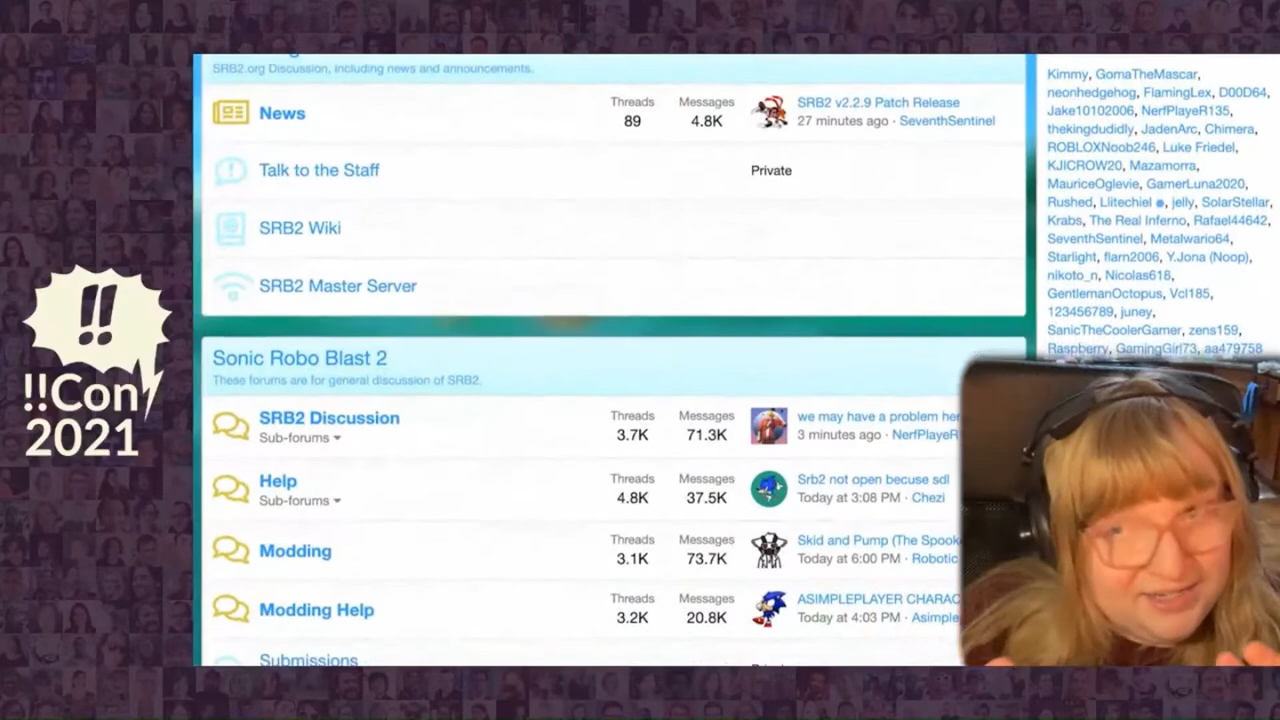 SRB2.org Discussion, including news and announcements.
News
Threads
89
Messages
4.8K
SRB2 v2.2.9 Patch Release
27 minutes ago · SeventhSentinel
Talk to the Staff
Private
SRB2 Wiki
SRB2 Master Server
Sonic Robo Blast 2
These forums are for general discussion of SRB2.
SRB2 Discussion
Sub-forums
Threads
3.7K
Messages
71.3K
we may have a problem her
3 minutes ago · NerfPlayeR
Help
Sub-forums
Threads
4.8K
Messages
37.5K
Srb2 not open becuse sdl
Today at 3:08 PM · Chezi
Modding
Threads
3.1K
Messages
73.7K
Skid and Pump (The Spook
Today at 6:00 PM · Robotic
Modding Help
Threads
3.2K
Messages
20.8K
ASIMPLEPLAYER CHARAC
Today at 4:03 PM · Asimple
Submissions
Kimmy, GomaTheMascar,
neonhedgehog, FlamingLex, D00D64,
Jake10102006, NerfPlayeR135,
thekingdudidly, JadenArc, Chimera,
ROBLOXNoob246, Luke Friedel,
KJICROW20, Mazamorra,
MauriceOglevie, GamerLuna2020,
Rushed, Llitechiel, jelly, SolarStellar,
Krabs, The Real Inferno, Rafael44642,
SeventhSentinel, Metalwario64,
Starlight, flarn2006, Y.Jona (Noop),
nikoto_n, Nicolas618,
GentlemanOctopus, Vcl185,
123456789, juney,
SanicTheCoolerGamer, zens159,
Raspberry, GamingGirl73, aa479758
!!
!!Con
2021